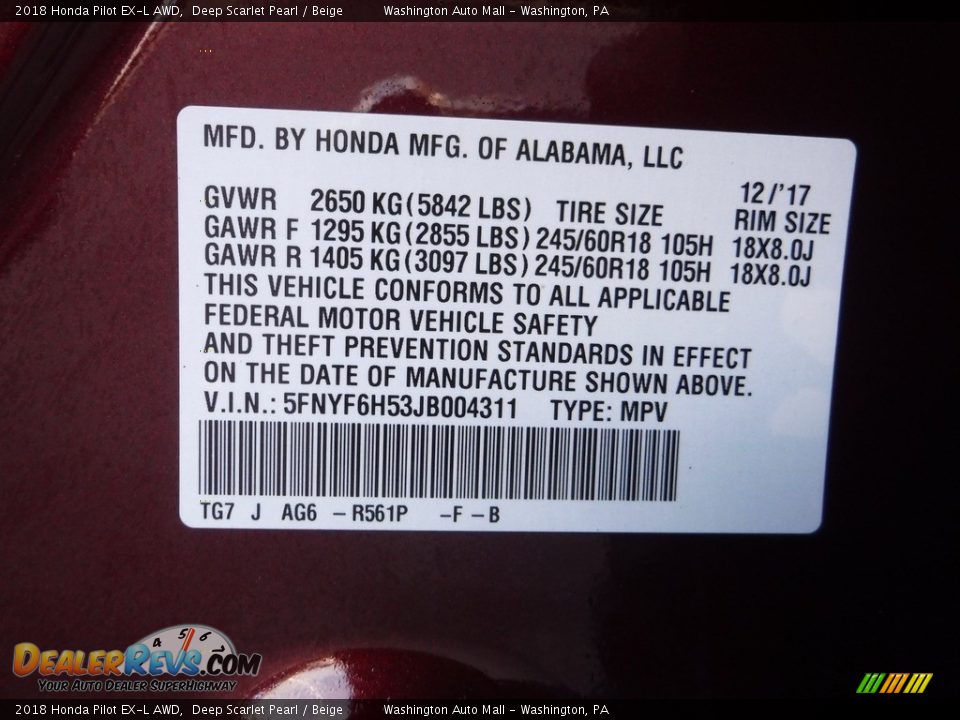 2018 Honda Pilot EX-L AWD, Deep Scarlet Pearl / Beige Washington Auto Mall - Washington, PA
MFD. BY HONDA MFG. OF ALABAMA, LLC
12/'17
GVWR 2650 KG(5842 LBS) TIRE SIZE RIM SIZE
GAWR F 1295 KG(2855 LBS) 245/60R18 105H 18X8.0J
GAWR R 1405 KG(3097 LBS) 245/60R18 105H 18X8.0J
THIS VEHICLE CONFORMS TO ALL APPLICABLE
FEDERAL MOTOR VEHICLE SAFETY
AND THEFT PREVENTION STANDARDS IN EFFECT
ON THE DATE OF MANUFACTURE SHOWN ABOVE.
V.I.N.: 5FNYF6H53JB004311 TYPE: MPV
TG7 J AG6 -R561P -F-B
4 5 6
DEALERREVS.COM
YOUR AUTO DEALER SUPERHIGHWAY
2018 Honda Pilot EX-L AWD, Deep Scarlet Pearl / Beige Washington Auto Mall - Washington, PA